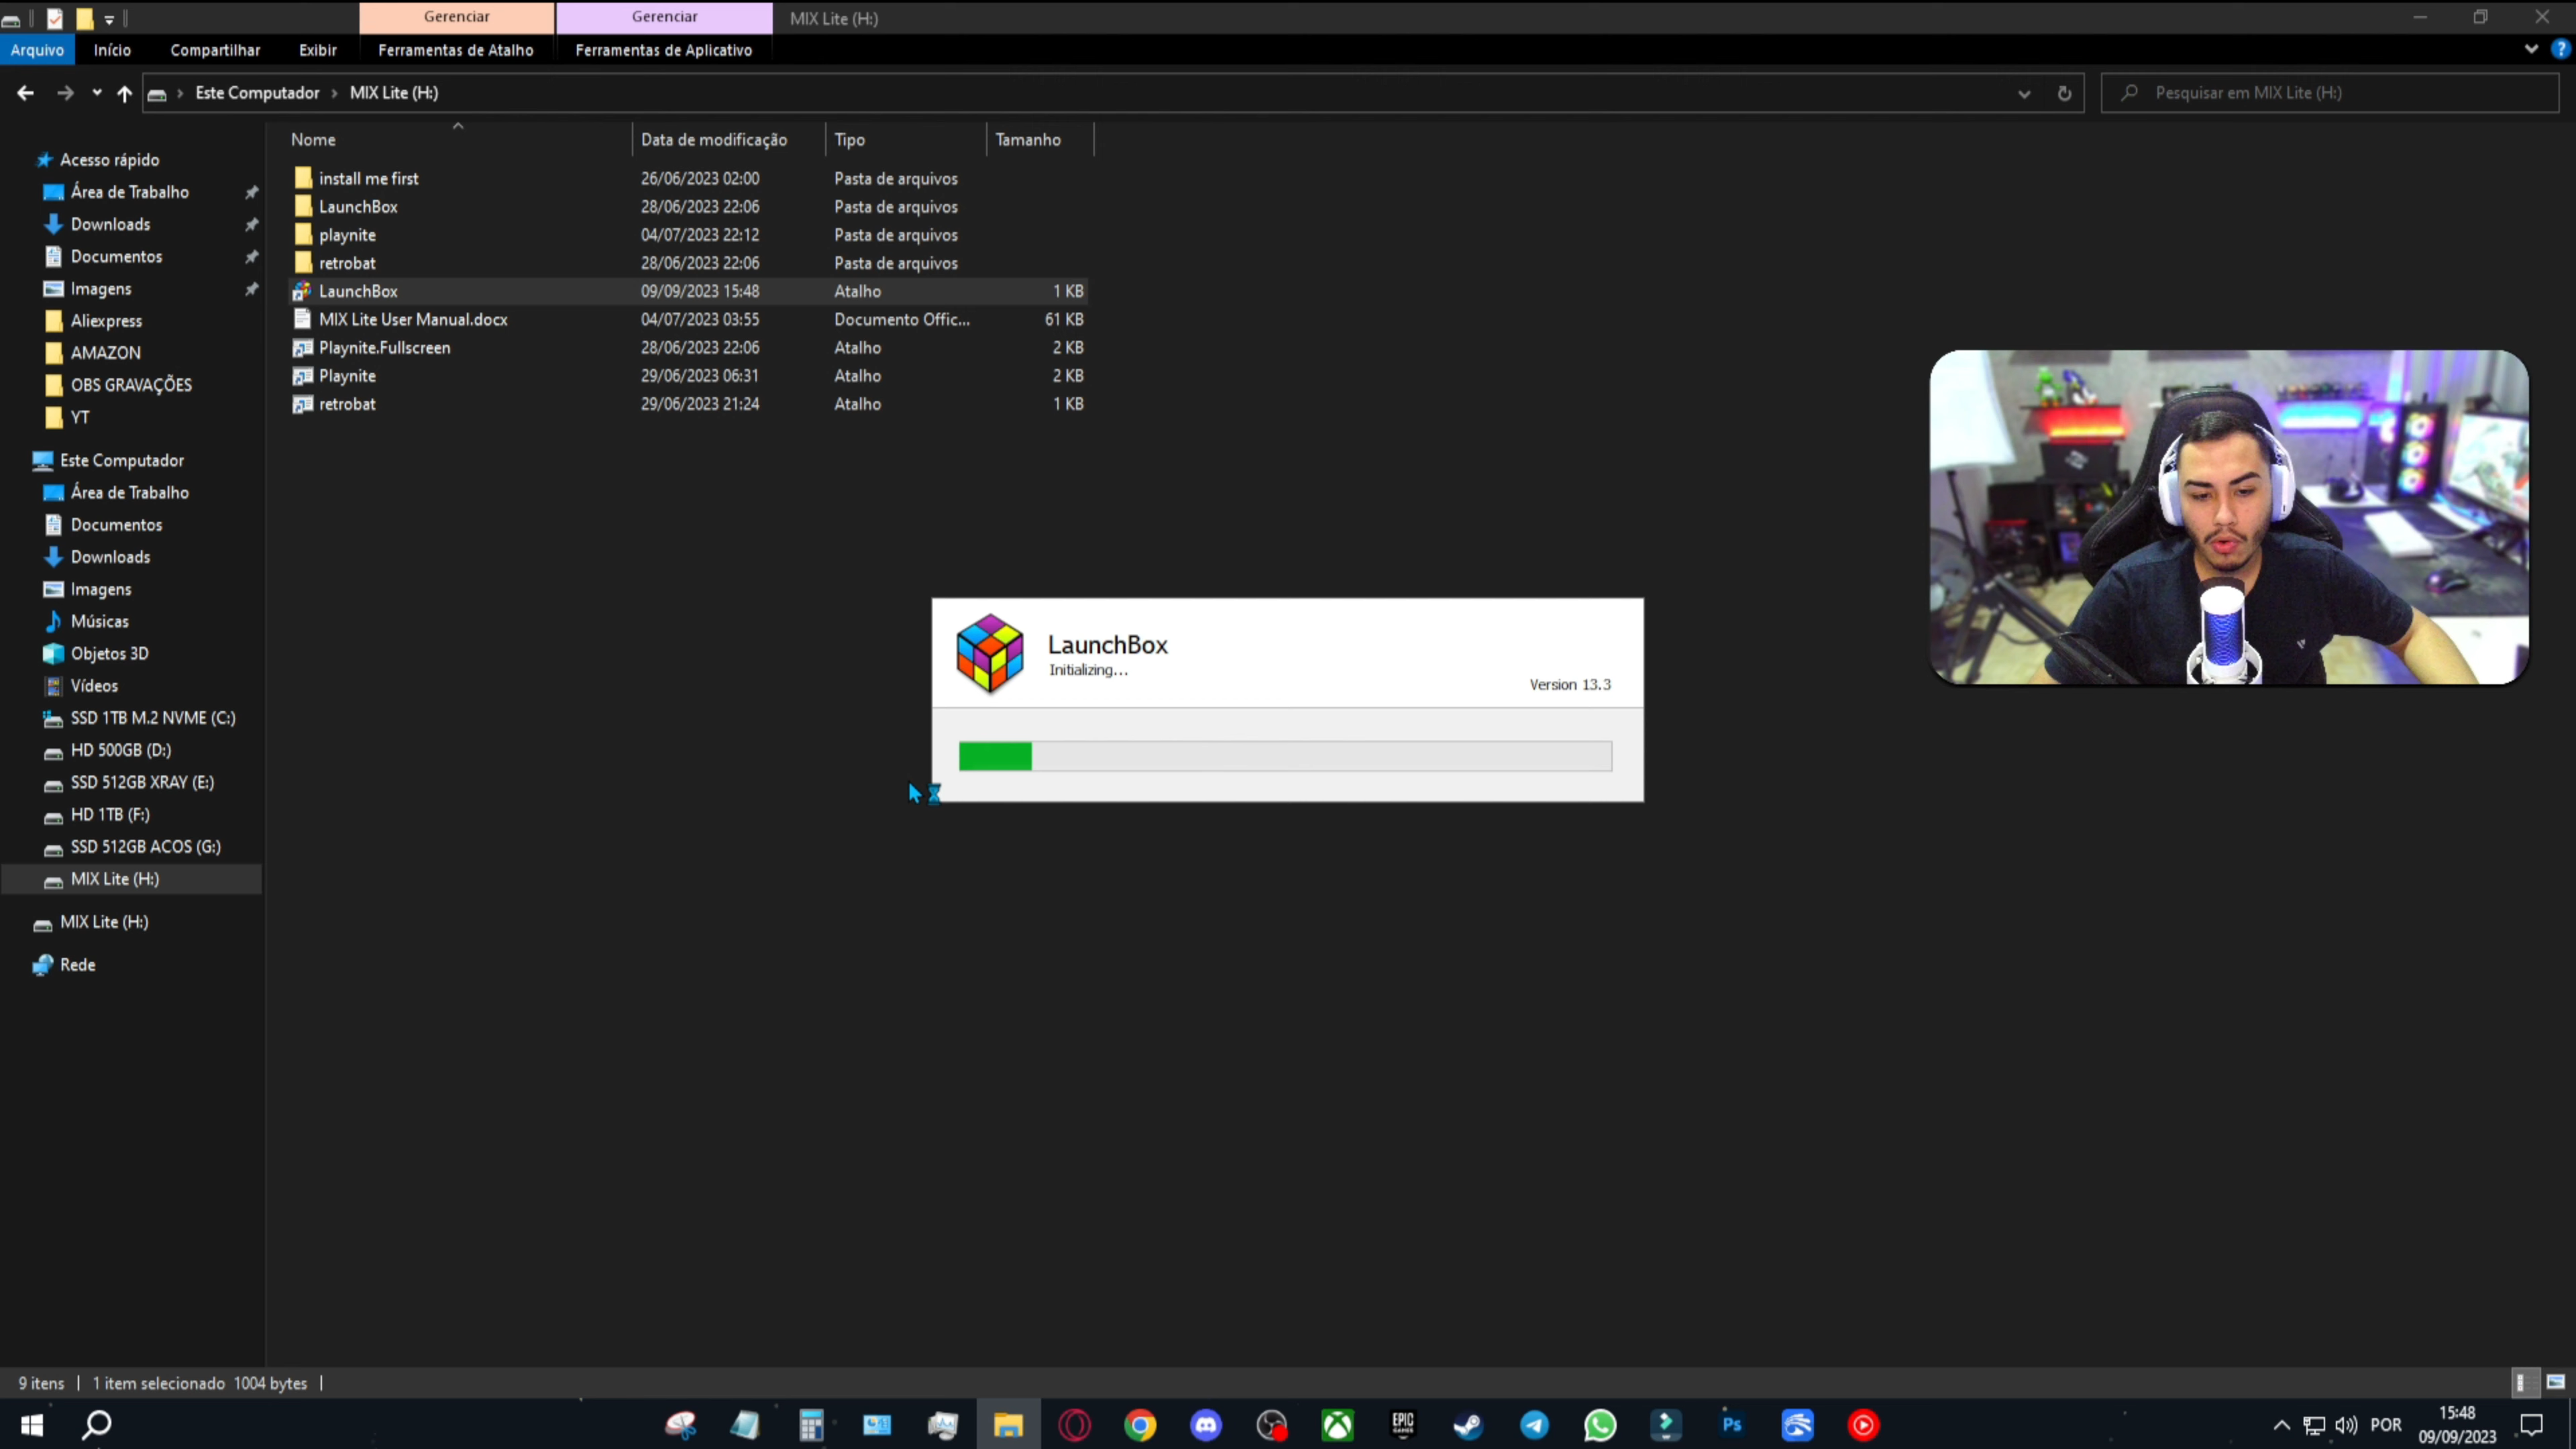 Gerenciar
Gerenciar
MIX Lite (H:)
Arquivo
Início
Compartilhar
Exibir
Ferramentas de Atalho
Ferramentas de Aplicativo
?
Este Computador
MIX Lite (H:)
Pesquisar em MIX Lite (H:)
Nome
Data de modificação
Tipo
Tamanho
Acesso rápido
Área de Trabalho
Downloads
Documentos
Imagens
Aliexpress
AMAZON
OBS GRAVAÇÕES
YT
Este Computador
Área de Trabalho
Documentos
Downloads
Imagens
Músicas
Objetos 3D
Vídeos
SSD 1TB M.2 NVME (C:)
HD 500GB (D:)
SSD 512GB XRAY (E:)
HD 1TB (F:)
SSD 512GB ACOS (G:)
MIX Lite (H:)
MIX Lite (H:)
Rede
install me first 26/06/2023 02:00 Pasta de arquivos
LaunchBox 28/06/2023 22:06 Pasta de arquivos
playnite 04/07/2023 22:12 Pasta de arquivos
retrobat 28/06/2023 22:06 Pasta de arquivos
LaunchBox 09/09/2023 15:48 Atalho 1 KB
MIX Lite User Manual.docx 04/07/2023 03:55 Documento Offic... 61 KB
Playnite.Fullscreen 28/06/2023 22:06 Atalho 2 KB
Playnite 29/06/2023 06:31 Atalho 2 KB
retrobat 29/06/2023 21:24 Atalho 1 KB
LaunchBox
Initializing...
Version 13.3
9 itens
1 item selecionado 1004 bytes
EPIC
GAMES
Ps
POR
15:48
09/09/2023